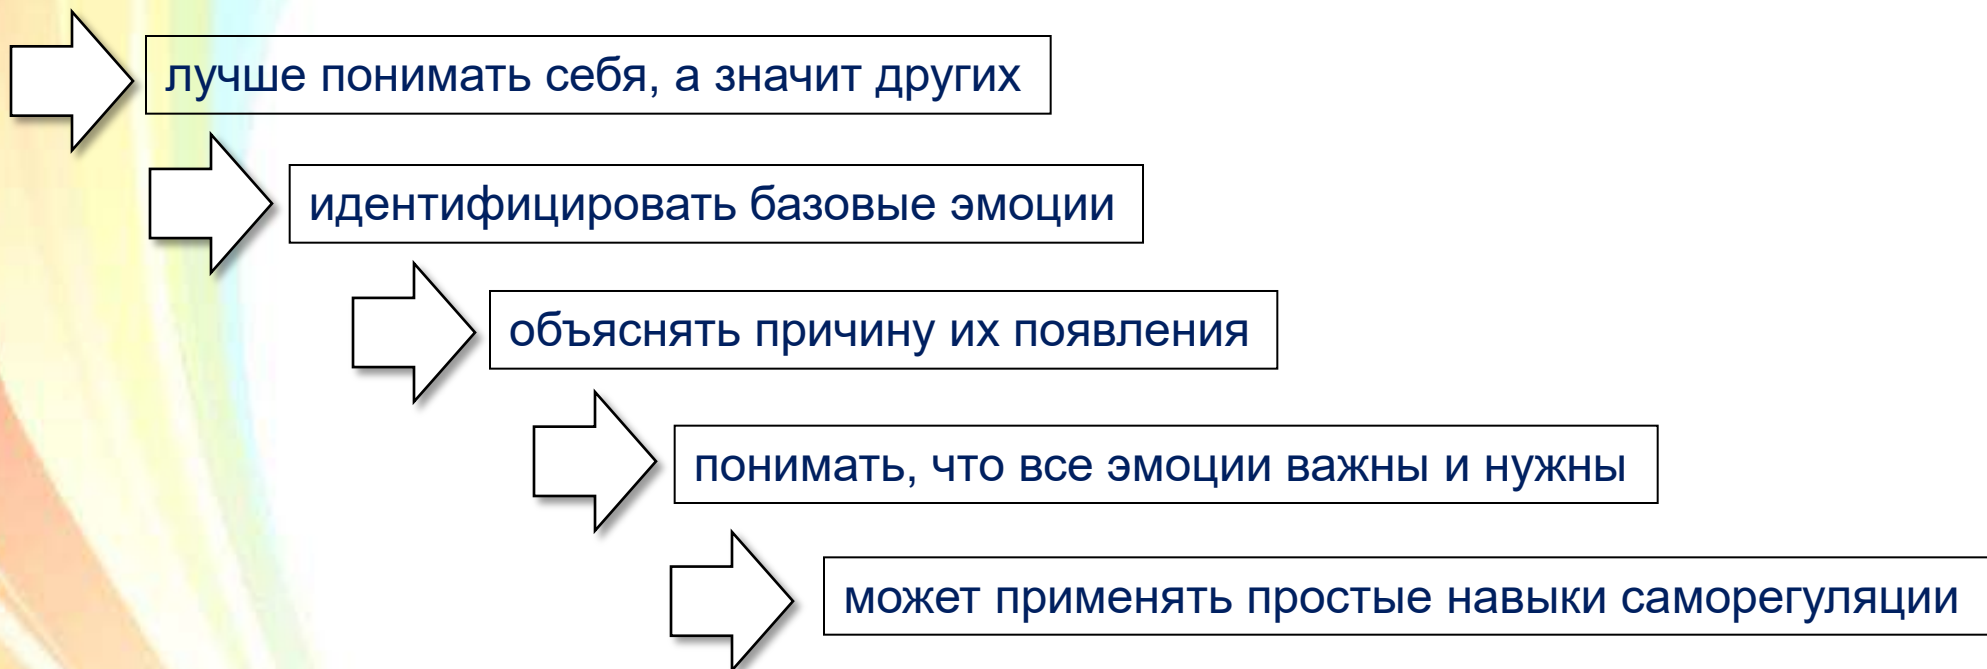 лучше понимать себя, а значит других
идентифицировать базовые эмоции
объяснять причину их появления
понимать, что все эмоции важны и нужны
может применять простые навыки саморегуляции